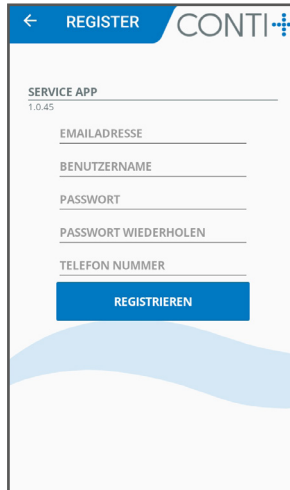 REGISTER
CONTI+
SERVICE APP
1.0.45
EMAILADRESSE
BENUTZERNAME
PASSWORT
PASSWORT WIEDERHOLEN
TELEFON NUMMER
REGISTRIEREN